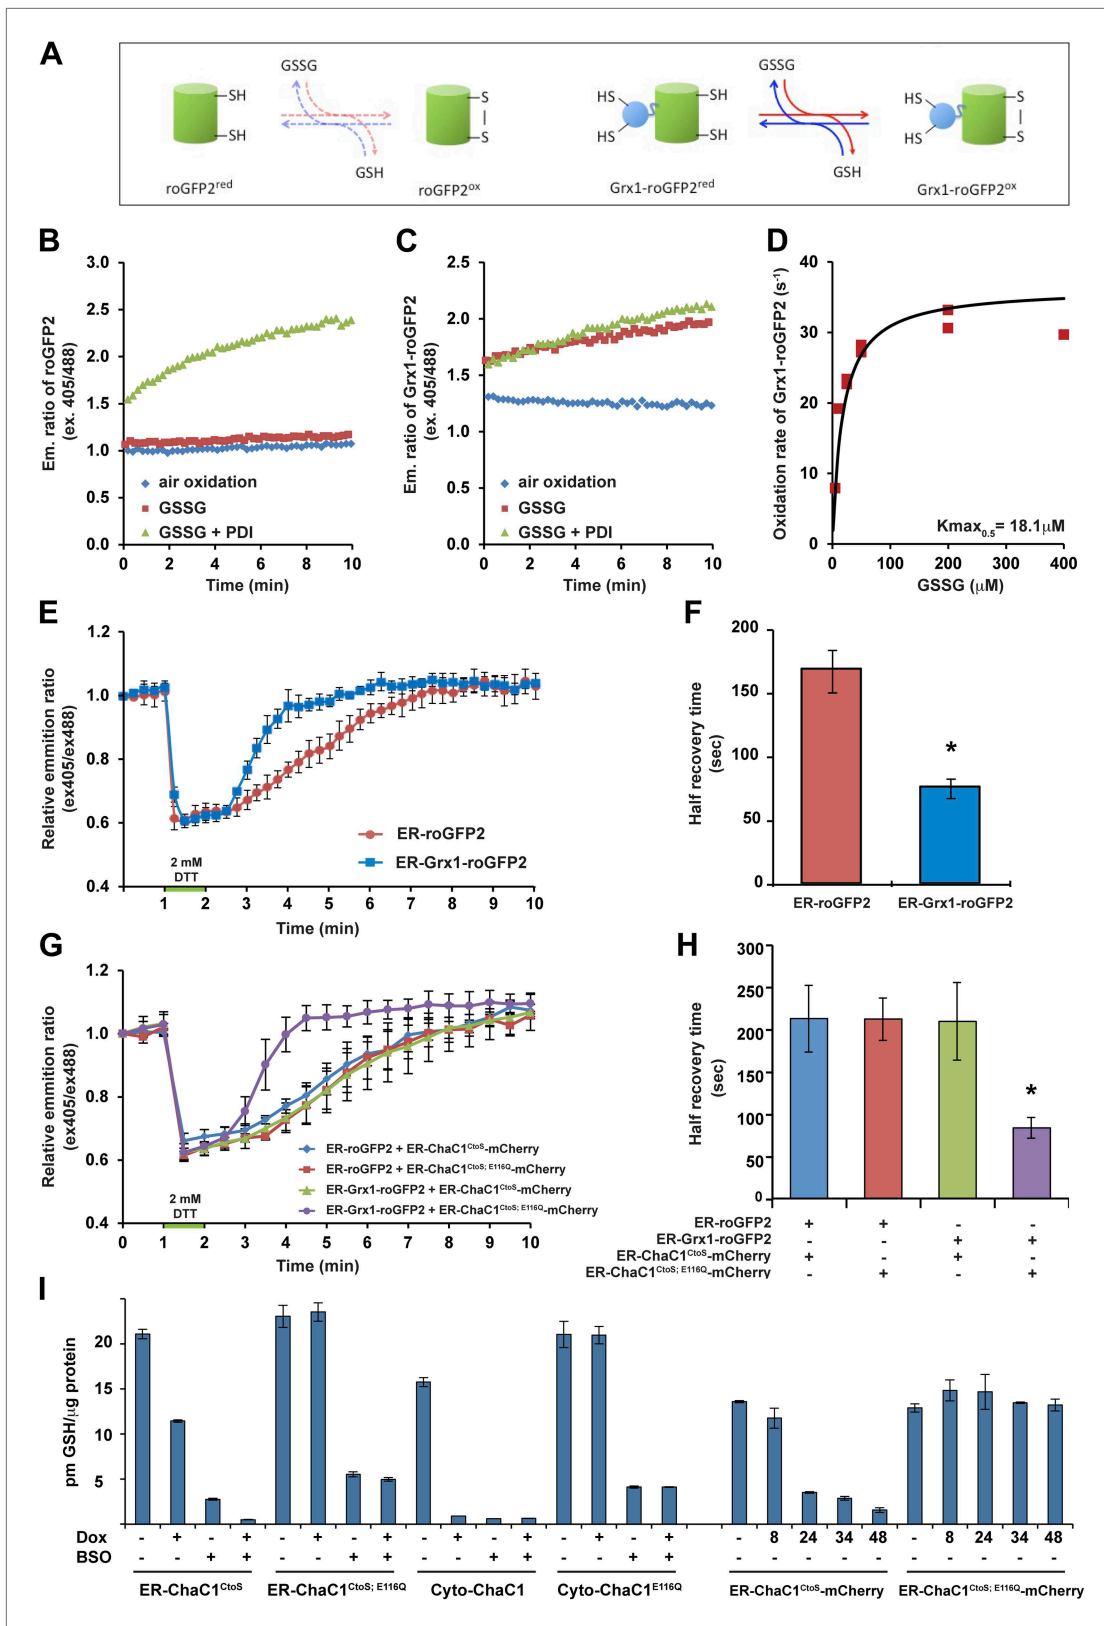 A
GSSG
GSSG
SH
SH
S
S
HS
HS
SH
SH
HS
HS
S
S
GSH
GSH
roGFP2red
roGFP2ox
Grx1-roGFP2red
Grx1-roGFP2ox
B
Em. ratio of roGFP2
(ex. 405/488)
3.0
2.5
2.0
1.5
1.0
0.5
0.0
air oxidation
GSSG
GSSG + PDI
0 2 4 6 8 10
Time (min)
C
Em. ratio of Grx1-roGFP2
(ex. 405/488)
2.5
2.0
1.5
1.0
0.5
0.0
air oxidation
GSSG
GSSG + PDI
0 2 4 6 8 10
Time (min)
D
Oxidation rate of Grx1-roGFP2 (s-1)
40
30
20
10
0
Kmax0.5= 18.1μM
0 100 200 300 400
GSSG (μM)
E
Relative emmition ratio
(ex405/ex488)
1.2
1.0
0.8
0.6
0.4
ER-roGFP2
ER-Grx1-roGFP2
2 mM
DTT
1 2 3 4 5 6 7 8 9 10
Time (min)
F
Half recovery time
(sec)
200
150
100
50
0
*
ER-roGFP2 ER-Grx1-roGFP2
G
Relative emmition ratio
(ex405/ex488)
1.2
1.0
0.8
0.6
0.4
ER-roGFP2 + ER-ChaC1CtoS-mCherry
ER-roGFP2 + ER-ChaC1CtoS; E116Q-mCherry
ER-Grx1-roGFP2 + ER-ChaC1CtoS-mCherry
ER-Grx1-roGFP2 + ER-ChaC1CtoS; E116Q-mCherry
2 mM
DTT
0 1 2 3 4 5 6 7 8 9 10
Time (min)
H
Half recovery time
(sec)
300
250
200
150
100
50
0
*
ER-roGFP2 + + - -
ER-Grx1-roGFP2 - - + +
ER-ChaC1CtoS-mCherry + - + -
ER-ChaC1CtoS; E116Q-mCherry - + - +
I
pm GSH/μg protein
20
15
10
5
Dox - + - + - + - + - + - + - + - + - 8 24 34 48 - 8 24 34 48
BSO - - + + - - + + - - + + - - + + - - - - - - - - - -
ER-ChaC1CtoS ER-ChaC1CtoS; E116Q Cyto-ChaC1 Cyto-ChaC1E116Q ER-ChaC1CtoS-mCherry ER-ChaC1CtoS; E116Q-mCherry